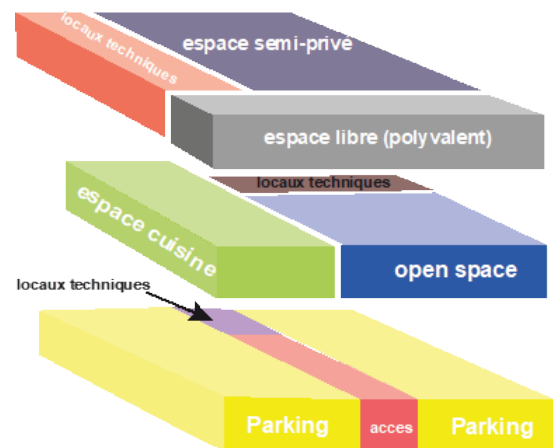 locaux techniques
espace semi-privé
espace libre (polyvalent)
locaux techniques
espace cuisine
open space
locaux techniques
Parking
acces
Parking